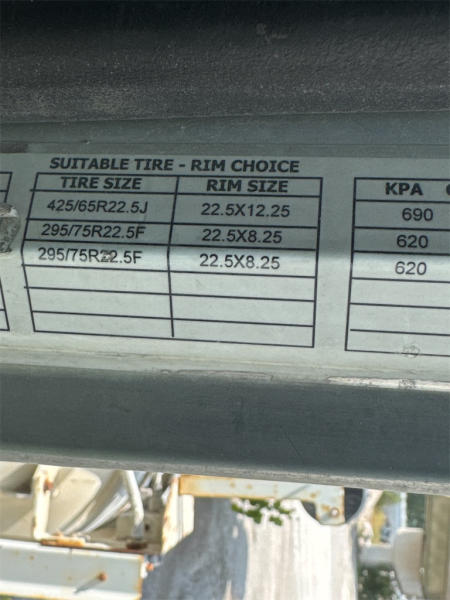 SUITABLE TIRE - RIM CHOICE
TIRE SIZE RIM SIZE KPA
425/65R22.5J 22.5X12.25 690
295/75R22.5F 22.5X8.25 620
295/75R22.5F 22.5X8.25 620